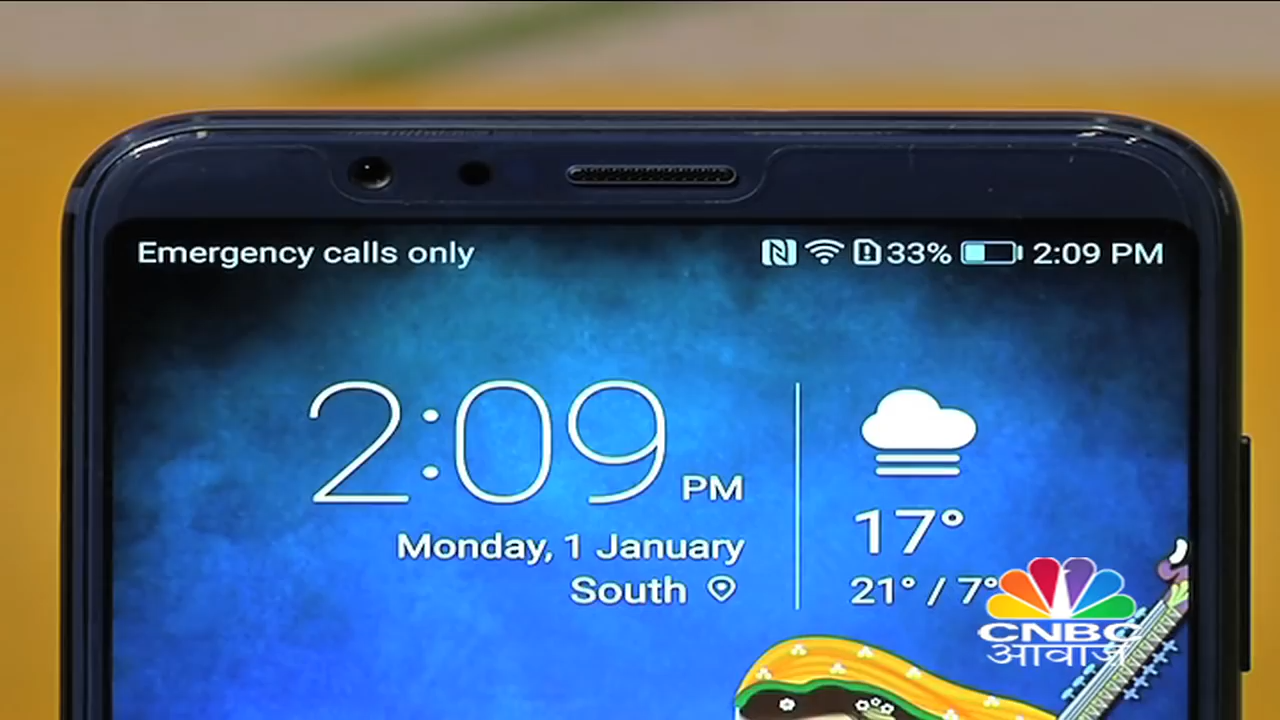 Emergency calls only
33% 2:09 PM
2:09 PM
Monday, 1 January
South
17°
21° / 7°
CNBC
आवाज़